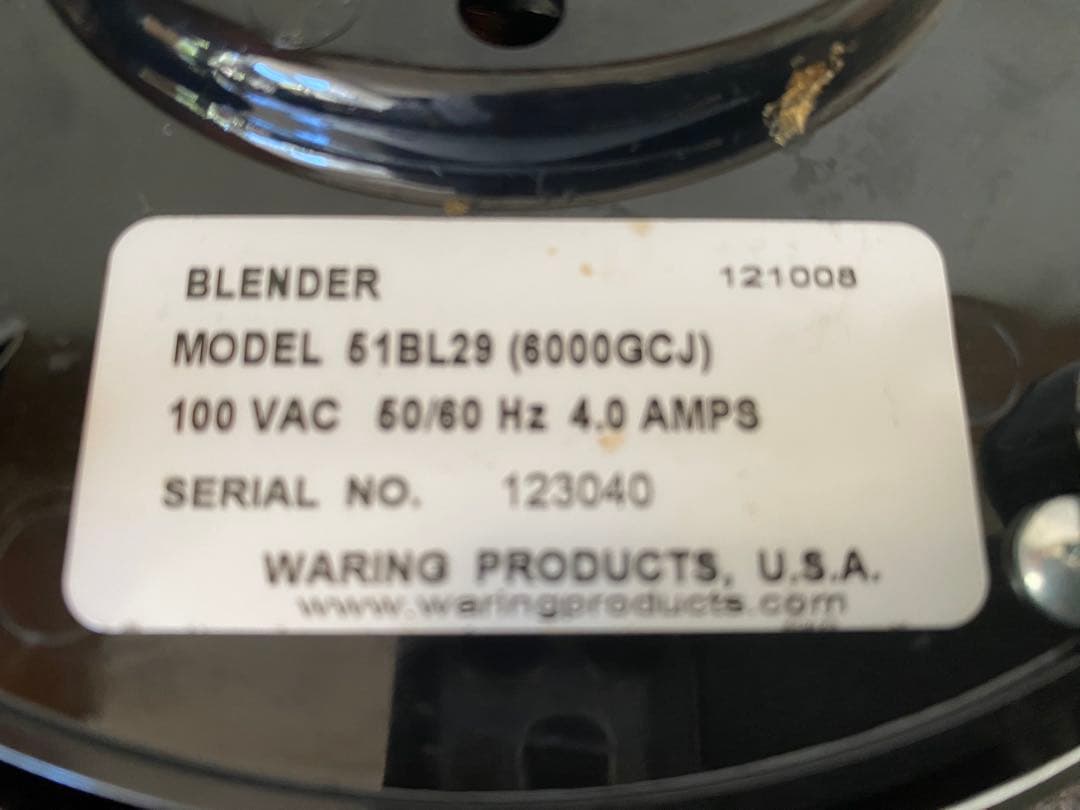 BLENDER 121008
MODEL 51BL29 (6000GCJ)
100 VAC 50/60 Hz 4.0 AMPS
SERIAL NO. 123040
WARING PRODUCTS, U.S.A.
www.waringproducts.com